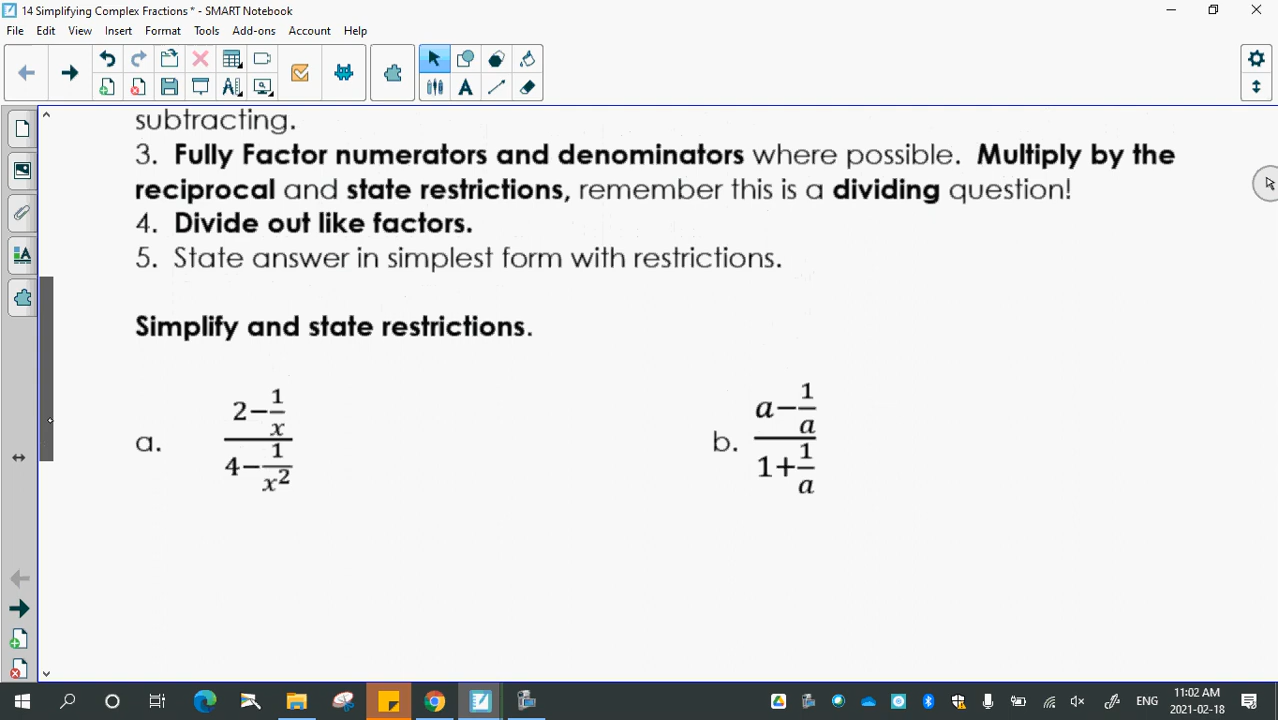 14 Simplifying Complex Fractions * - SMART Notebook
File Edit View Insert Format Tools Add-ons Account Help
subtracting.
3. Fully Factor numerators and denominators where possible. Multiply by the
reciprocal and state restrictions, remember this is a dividing question!
4. Divide out like factors.
5. State answer in simplest form with restrictions.
Simplify and state restrictions.
a. (2−1/x)/(4−1/x²) b. (a−1/a)/(1+1/a)
11:02 AM
ENG
2021-02-18